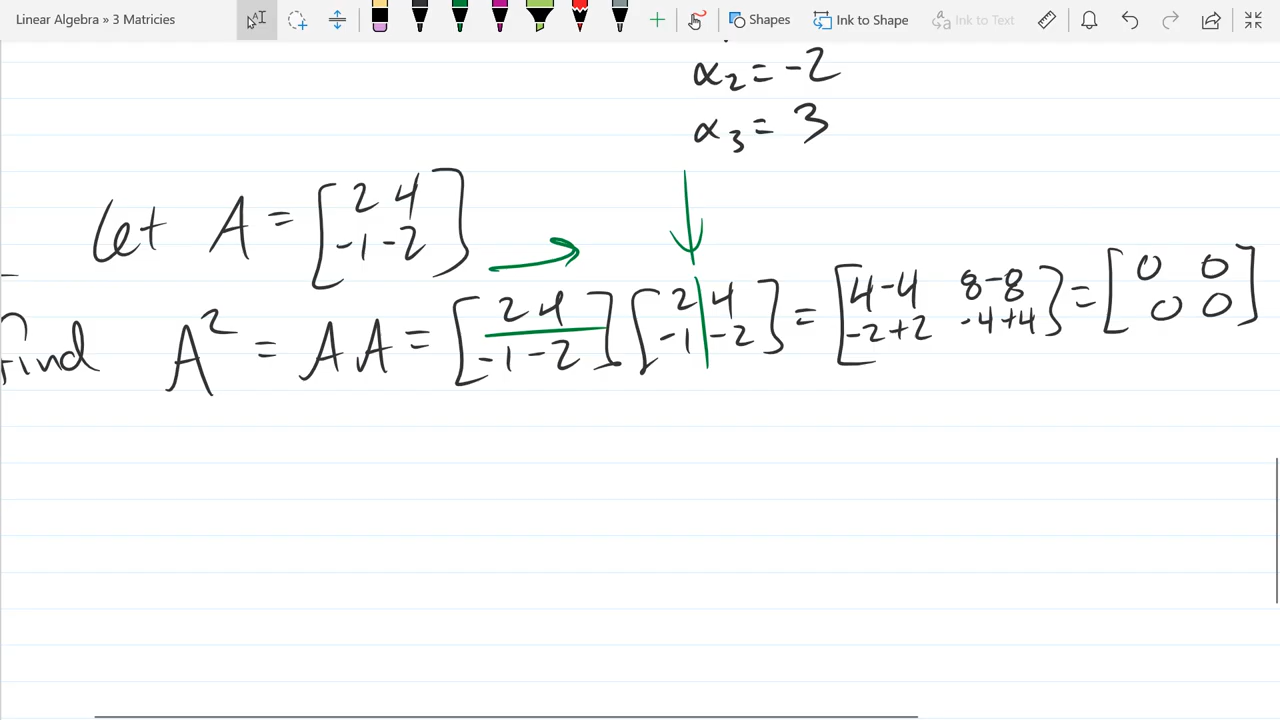 Linear Algebra » 3 Matricies
Shapes
Ink to Shape
Ink to Text
α₂ = -2
α₃ = 3
Let A = [2 4
-1 -2]
Find A² = AA = [2 4
-1 -2] [2 4
-1 -2] = [4-4 8-8
-2+2 -4+4] = [0 0
0 0]